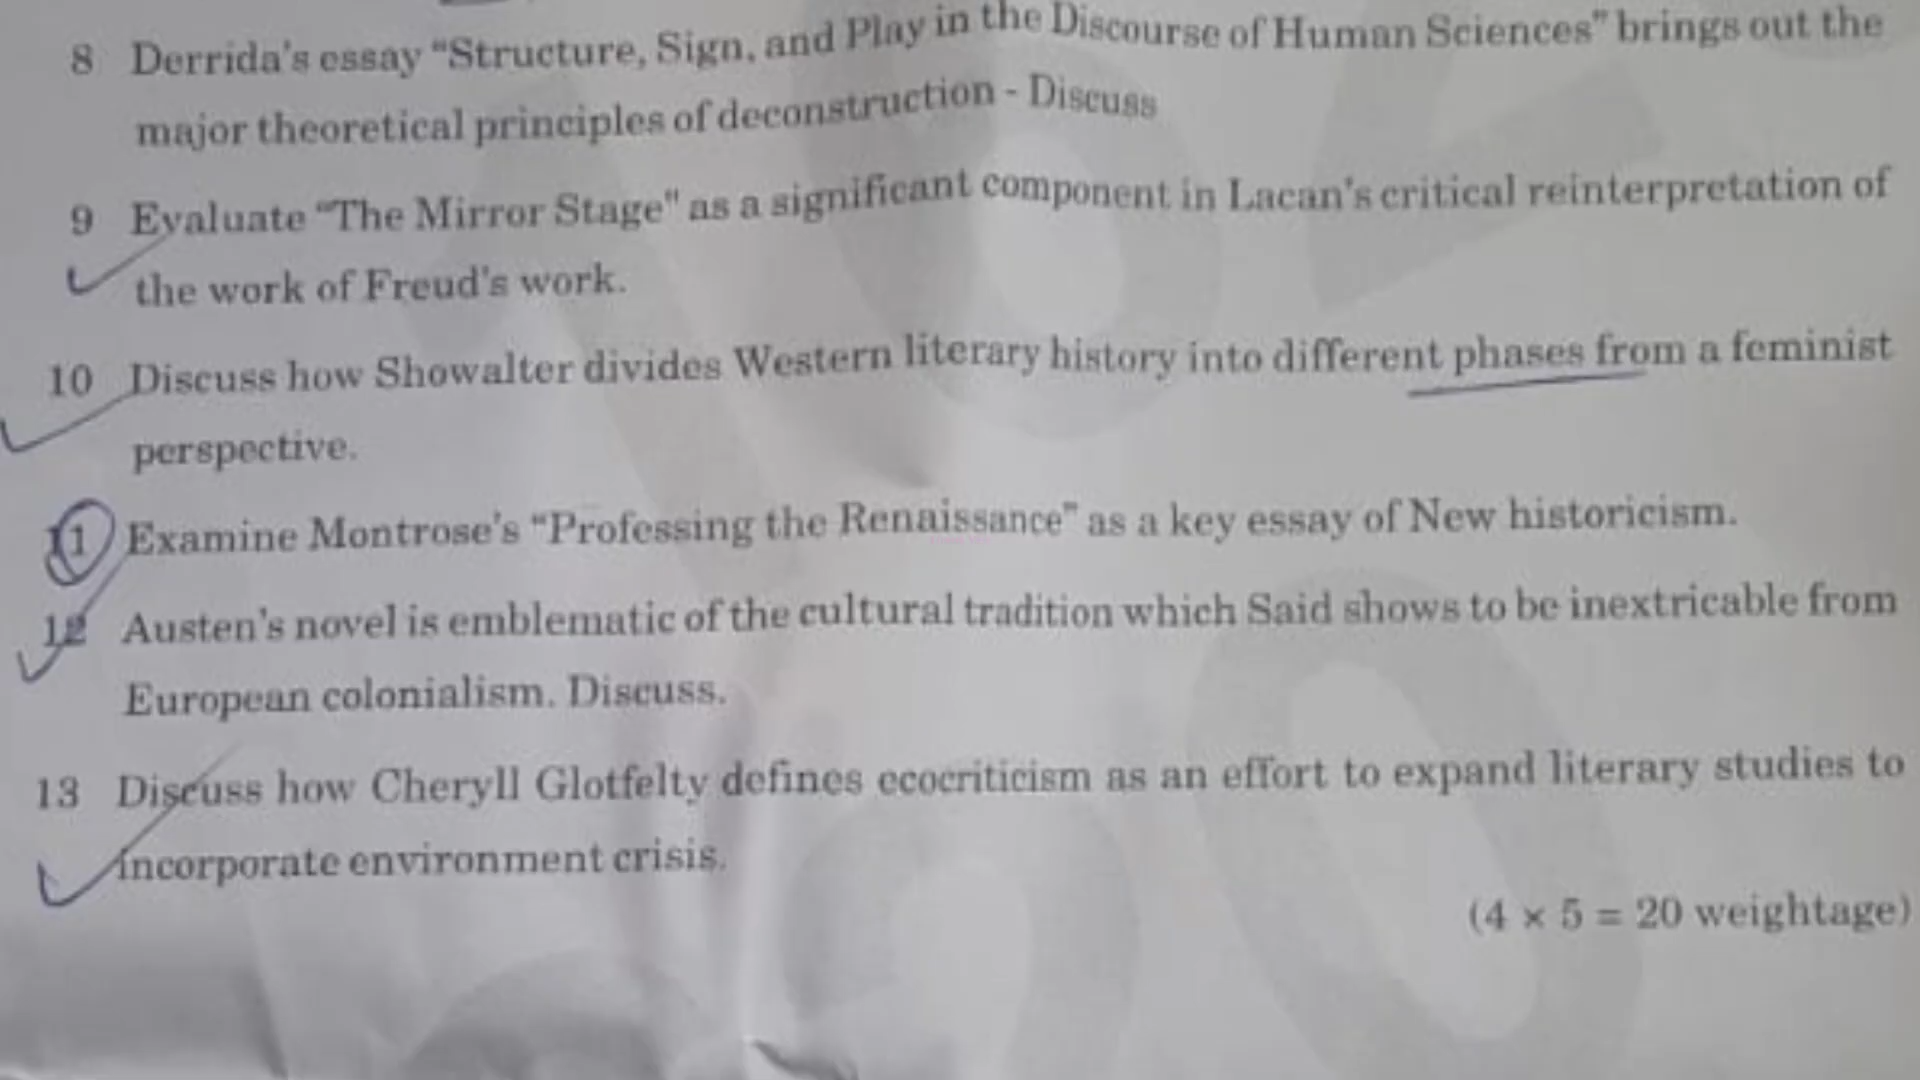 8 Derrida's essay "Structure, Sign, and Play in the Discourse of Human Sciences" brings out the
major theoretical principles of deconstruction - Discuss
9 Evaluate "The Mirror Stage" as a significant component in Lacan's critical reinterpretation of
the work of Freud's work.
10 Discuss how Showalter divides Western literary history into different phases from a feminist
perspective.
11 Examine Montrose's "Professing the Renaissance" as a key essay of New historicism.
12 Austen's novel is emblematic of the cultural tradition which Said shows to be inextricable from
European colonialism. Discuss.
13 Discuss how Cheryll Glotfelty defines ecocriticism as an effort to expand literary studies to
incorporate environment crisis.
(4 × 5 = 20 weightage)